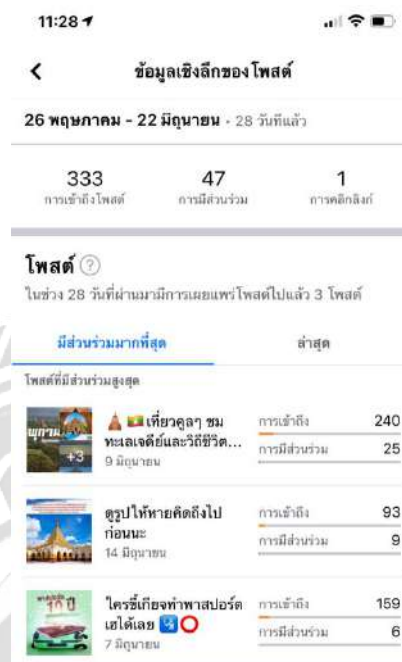 11:28
ข้อมูลเชิงลึกของโพสต์
26 พฤษภาคม - 22 มิถุนายน · 28 วันที่แล้ว
333 47 1
การเข้าถึงโพสต์ การมีส่วนร่วม การคลิกลิงก์
โพสต์ ?
ในช่วง 28 วันที่ผ่านมามีการเผยแพร่โพสต์ไปแล้ว 3 โพสต์
มีส่วนร่วมมากที่สุด ล่าสุด
โพสต์ที่มีส่วนร่วมสูงสุด
พุกาม
+3
เที่ยวคูลๆ ชม
ทะเลเจดีย์และวิถีชีวิต...
9 มิถุนายน
การเข้าถึง 240
การมีส่วนร่วม 25
ดูรูปให้หายคิดถึงไป
ก่อนนะ
14 มิถุนายน
การเข้าถึง 93
การมีส่วนร่วม 9
10 ปี
ใครขี้เกียจทำพาสปอร์ต
เฮได้เลย
7 มิถุนายน
การเข้าถึง 159
การมีส่วนร่วม 6